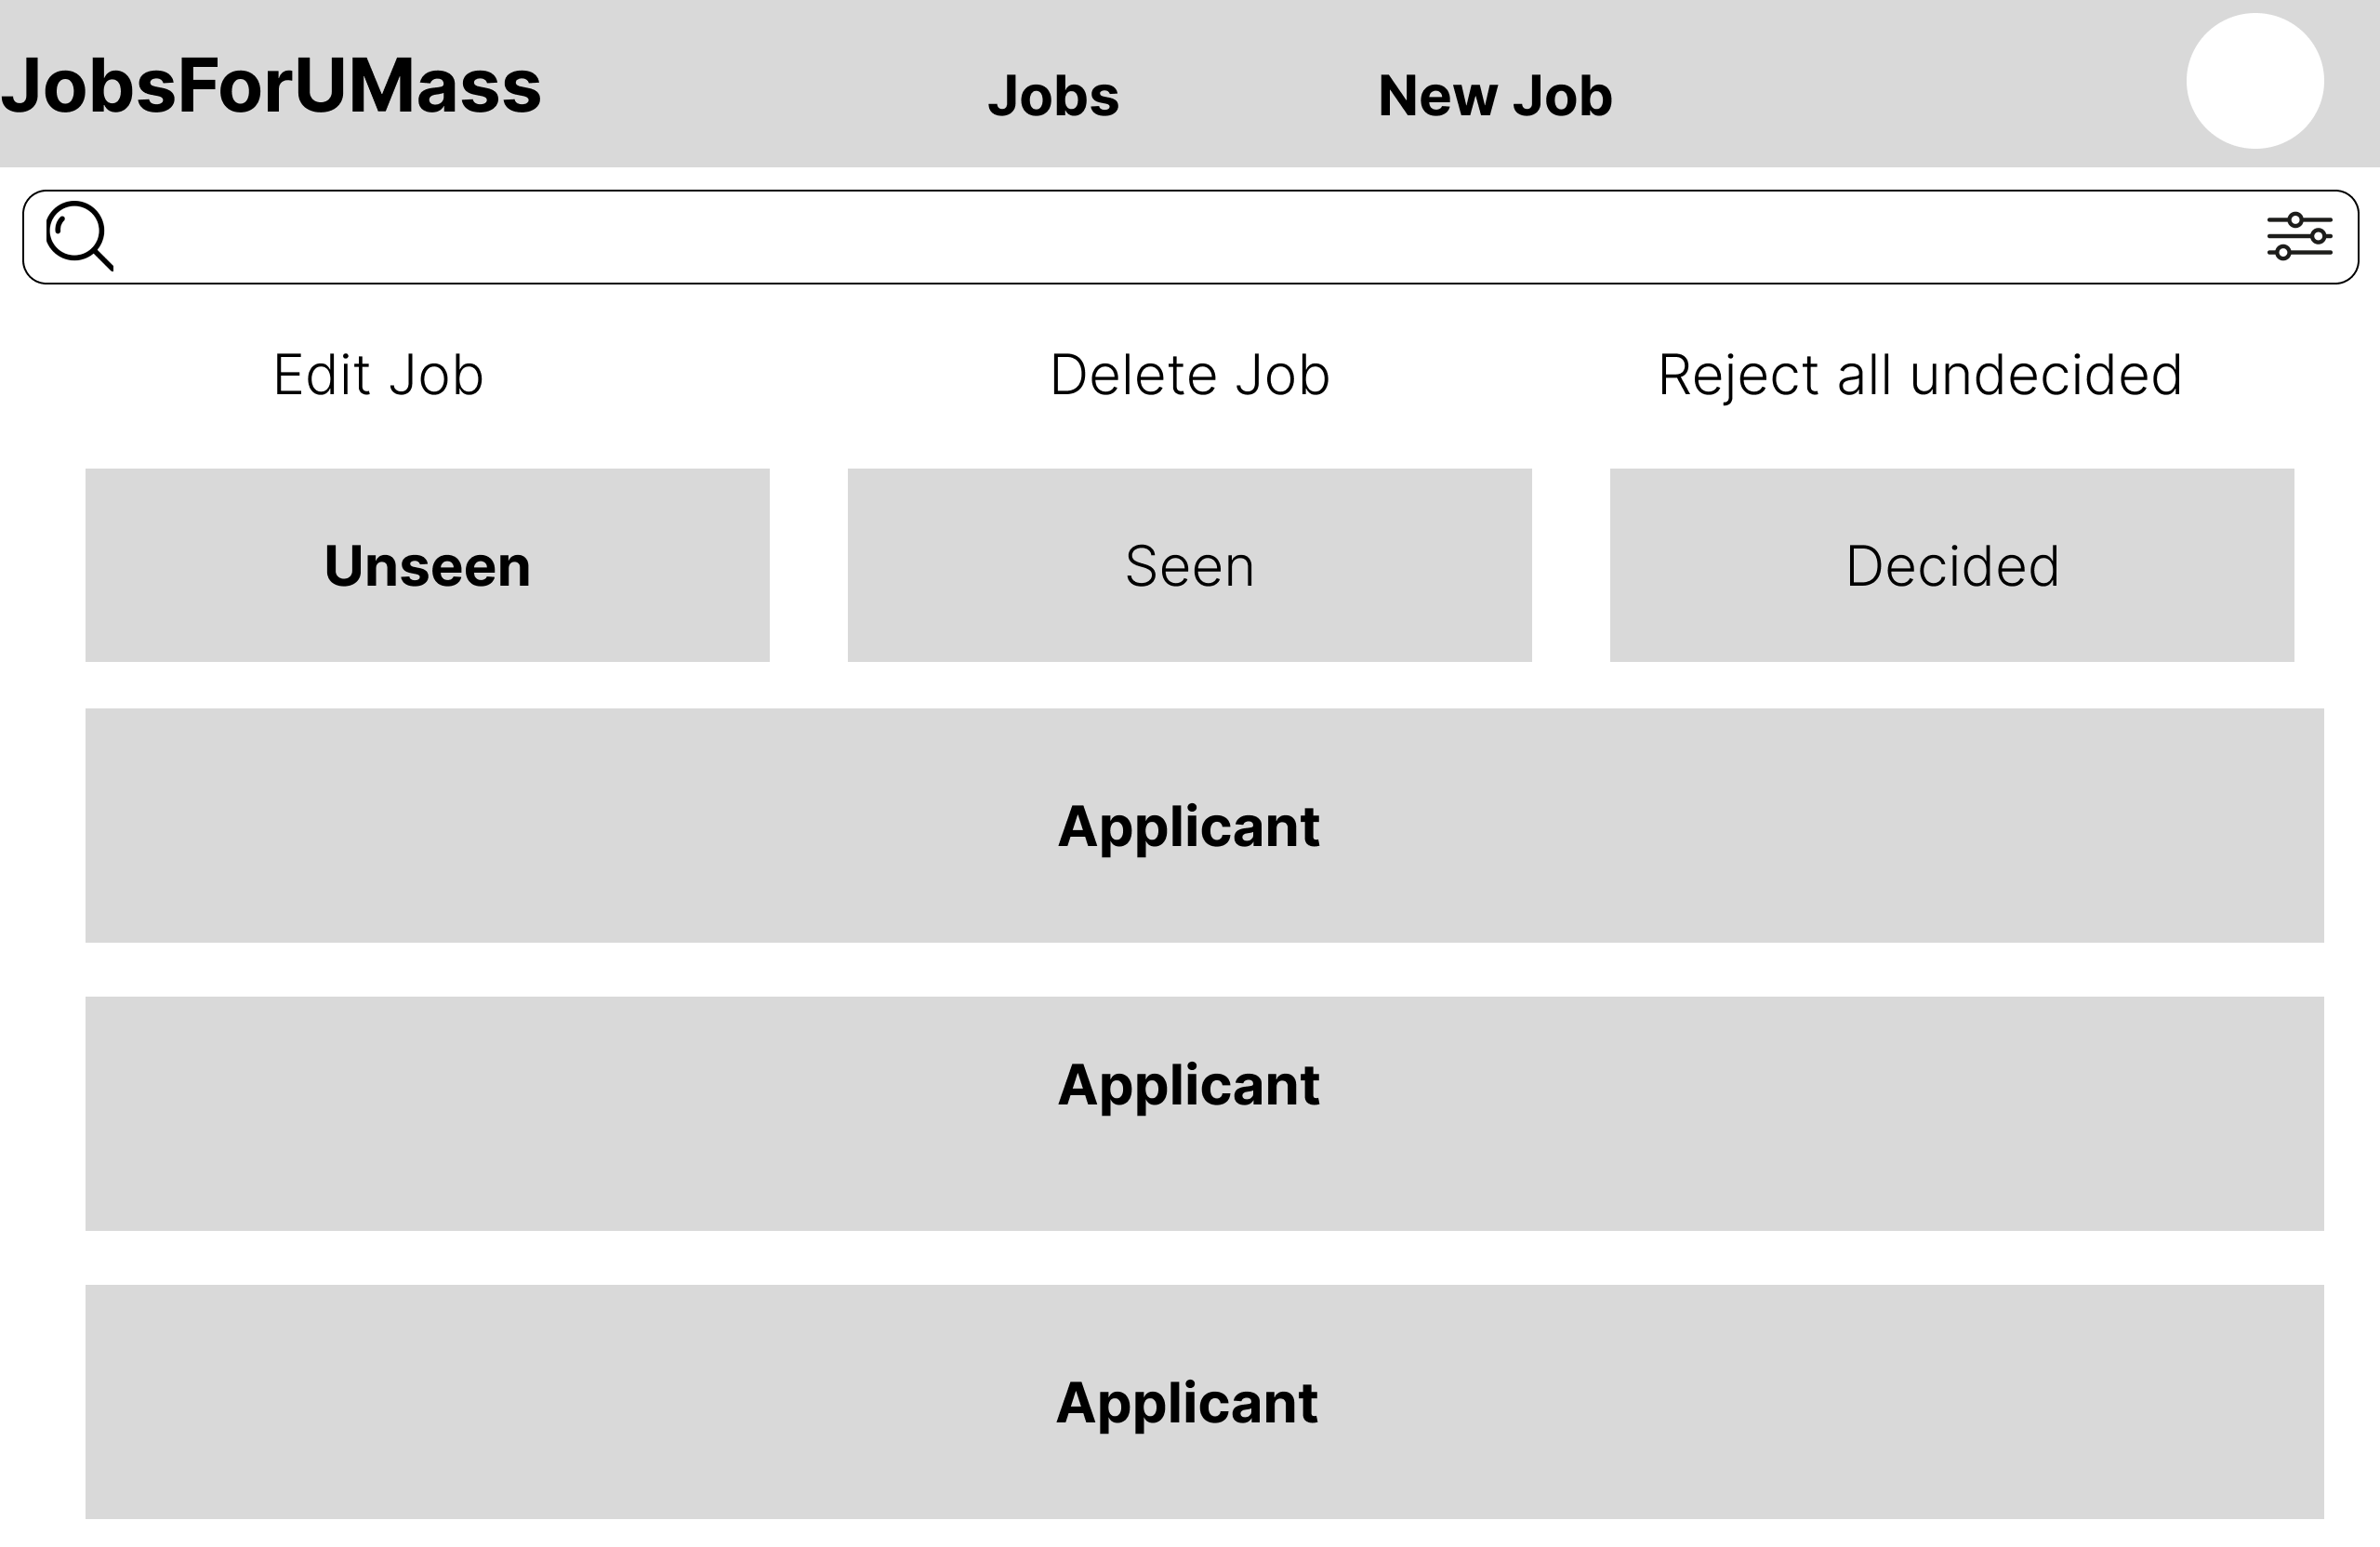 JobsForUMass
Jobs
New Job
Edit Job
Delete Job
Reject all undecided
Unseen
Seen
Decided
Applicant
Applicant
Applicant